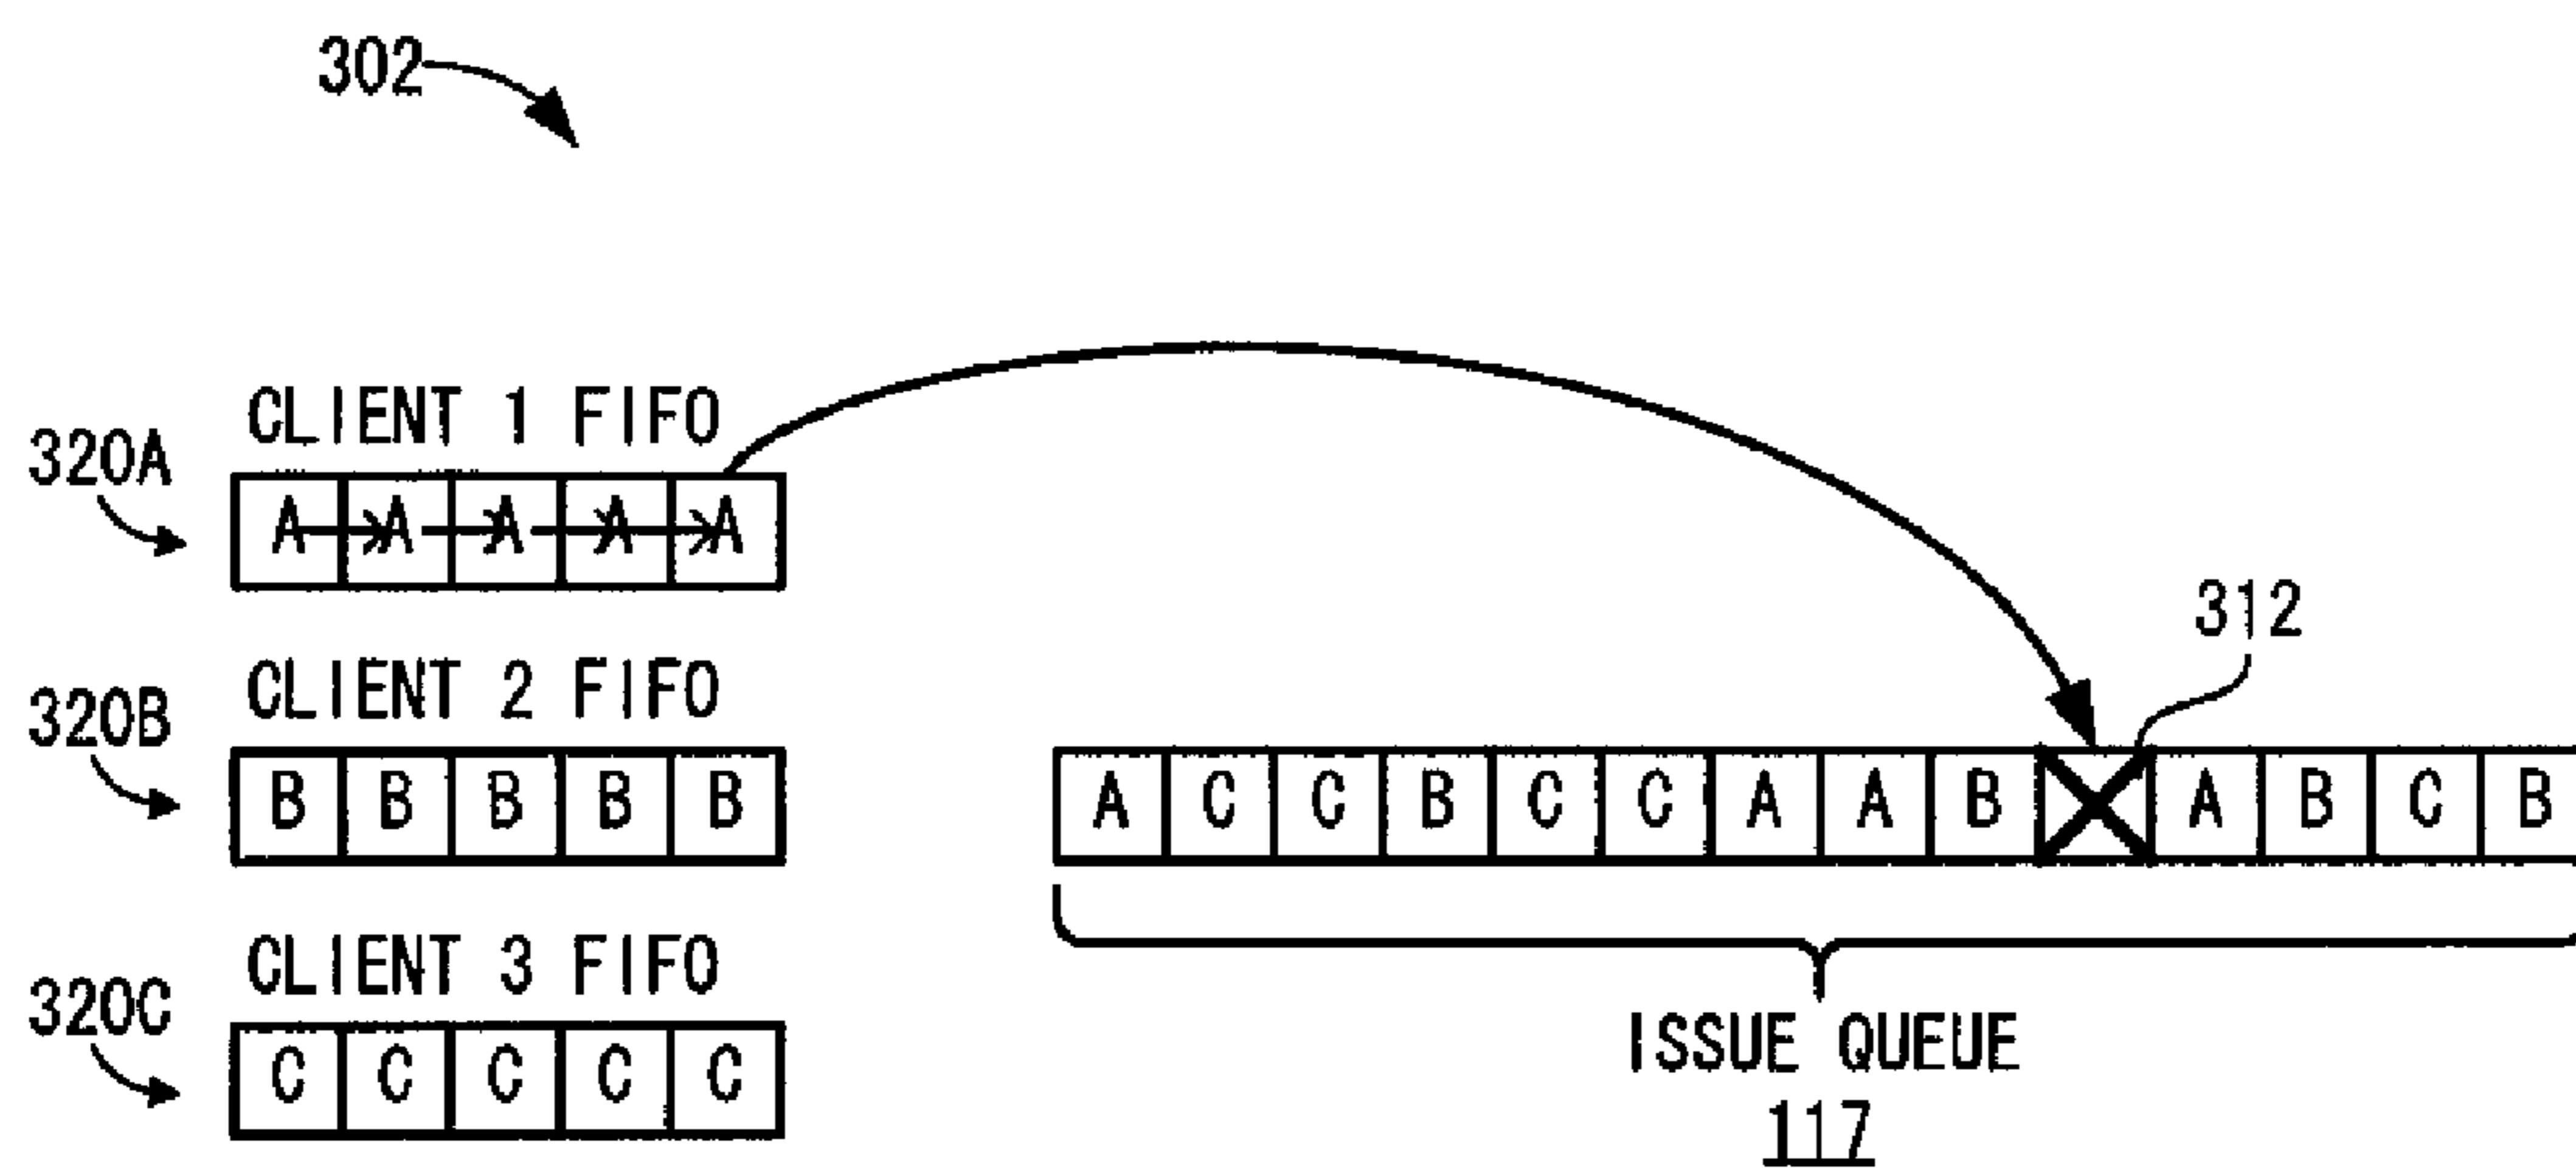 302
CLIENT 1 FIFO
320A
A A A A A
312
CLIENT 2 FIFO
320B
B B B B B
A C C B C C A A B A B C B
CLIENT 3 FIFO
320C
C C C C C
ISSUE QUEUE
117